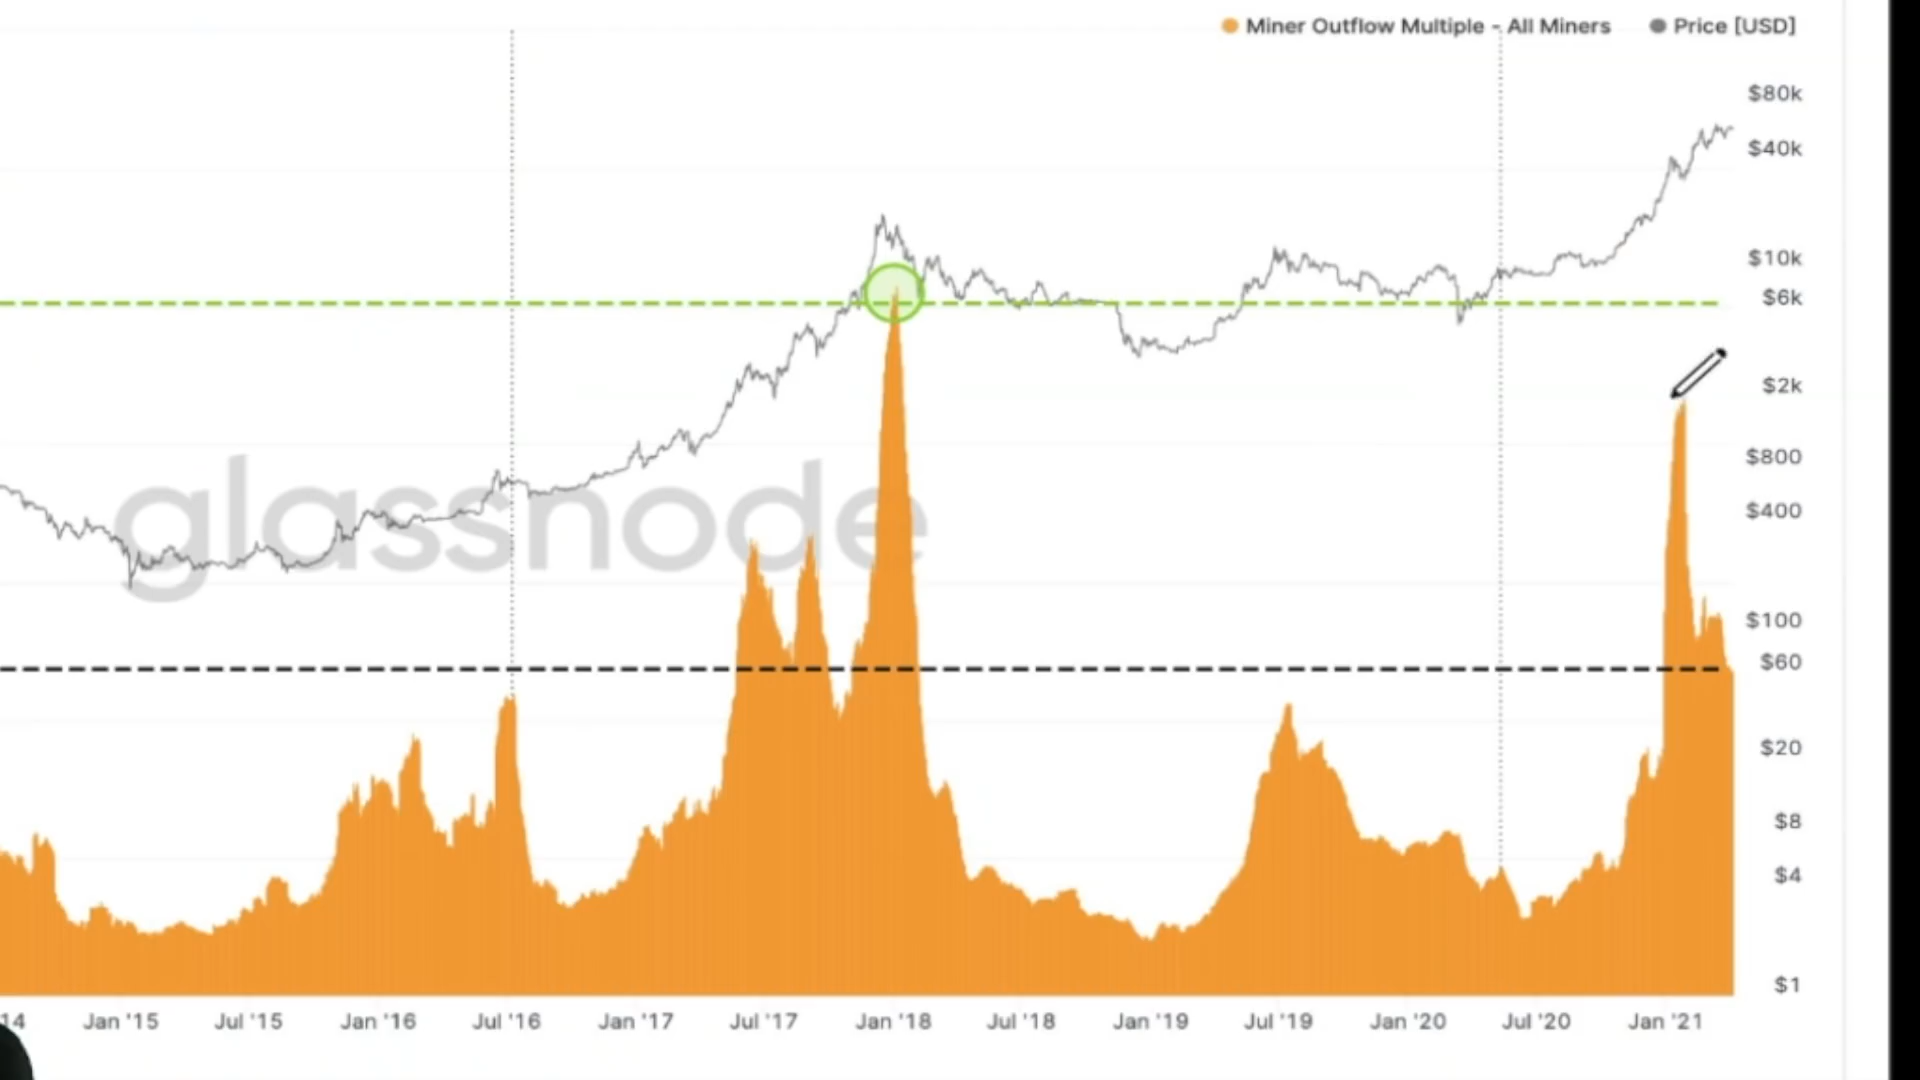 Miner Outflow Multiple - All Miners Price [USD]
$80k
$40k
$10k
$6k
$2k
$800
$400
glassnode
$100
$60
$20
$8
$4
$1
14 Jan '15 Jul '15 Jan '16 Jul '16 Jan '17 Jul '17 Jan '18 Jul '18 Jan '19 Jul '19 Jan '20 Jul '20 Jan '21